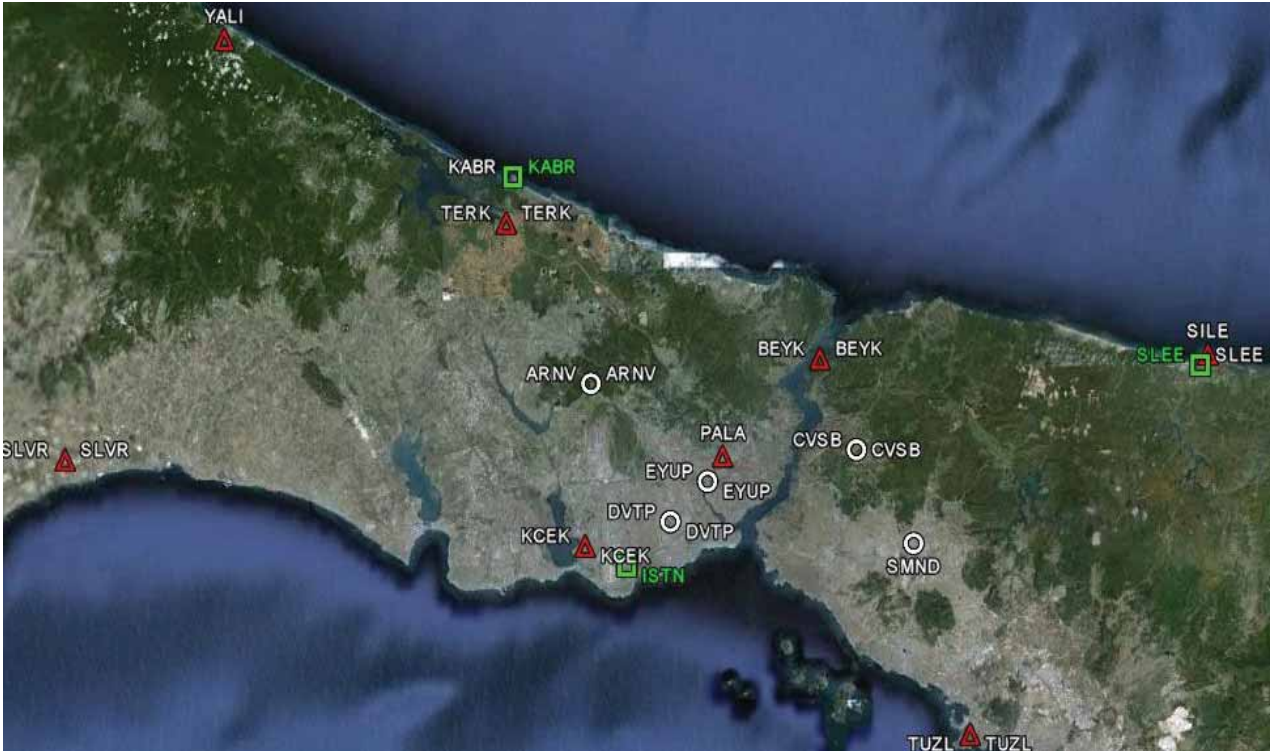 YALI
KABR KABR
TERK TERK
SILE
BEYK BEYK SLEE SLEE
ARNV ARNV
PALA
SLVR SLVR CVSB CVSB
EYUP
EYUP
DVTP
DVTP
KCEK
KCEK
SMND
ISTN
TUZL TUZL